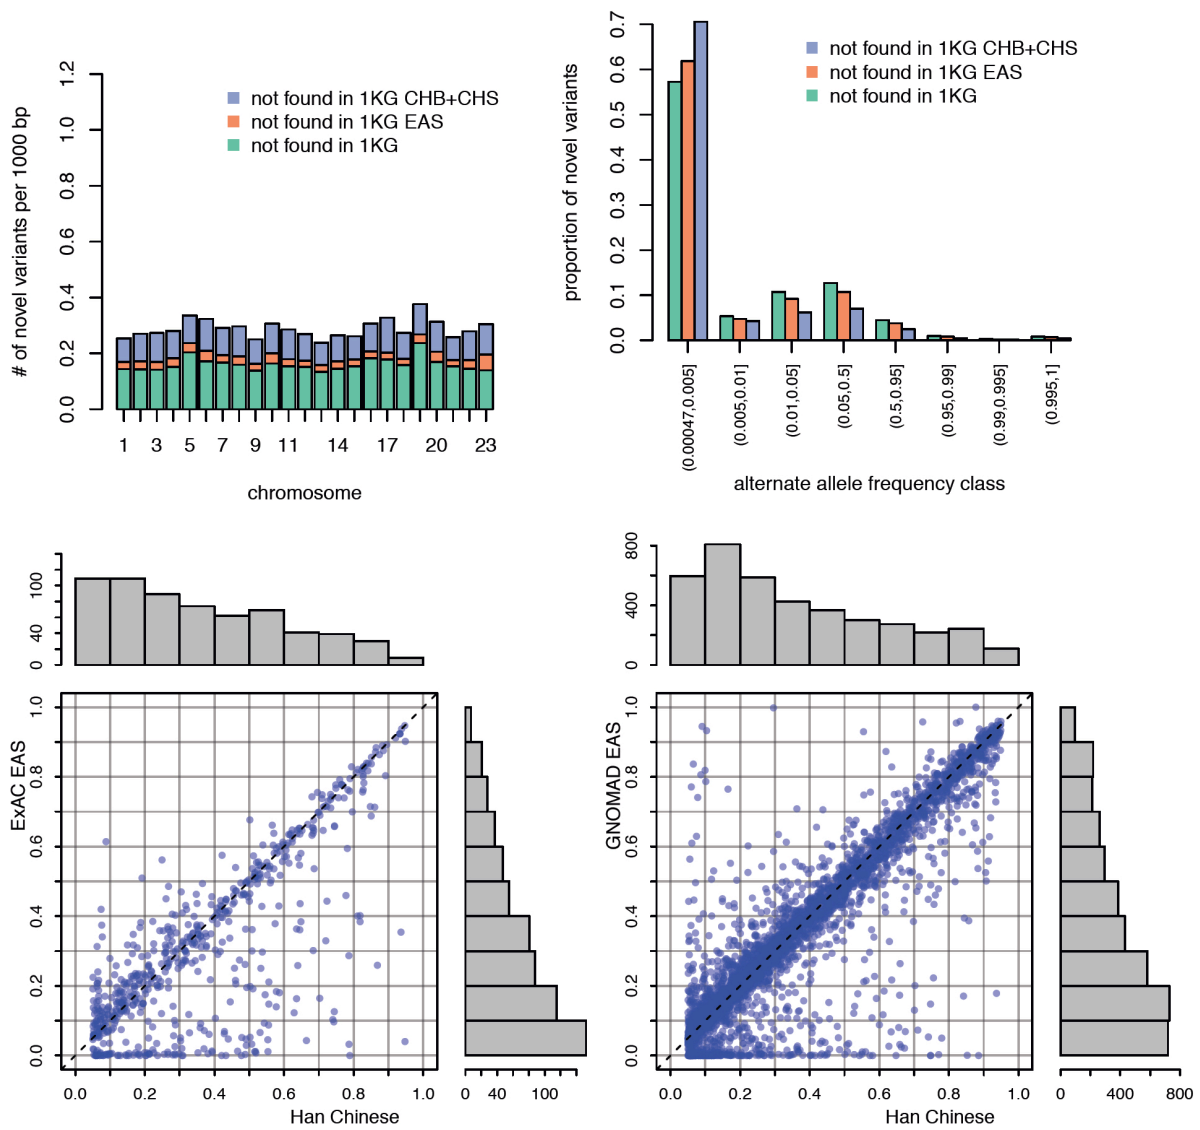 # of novel variants per 1000 bp
0.0 0.2 0.4 0.6 0.8 1.0 1.2
not found in 1KG CHB+CHS
not found in 1KG EAS
not found in 1KG
1 3 5 7 9 11 14 17 20 23
chromosome
proportion of novel variants
0.0 0.1 0.2 0.3 0.4 0.5 0.6 0.7
not found in 1KG CHB+CHS
not found in 1KG EAS
not found in 1KG
(0.00047,0.005]
(0.005,0.01]
(0.01,0.05]
(0.05,0.5]
(0.5,0.95]
(0.95,0.99]
(0.99,0.995]
(0.995,1]
alternate allele frequency class
0 40 100
ExAC EAS
0.0 0.2 0.4 0.6 0.8 1.0
0.0 0.2 0.4 0.6 0.8 1.0
Han Chinese
0 40 100
0 400 800
GNOMAD EAS
0.0 0.2 0.4 0.6 0.8 1.0
0.0 0.2 0.4 0.6 0.8 1.0
Han Chinese
0 400 800